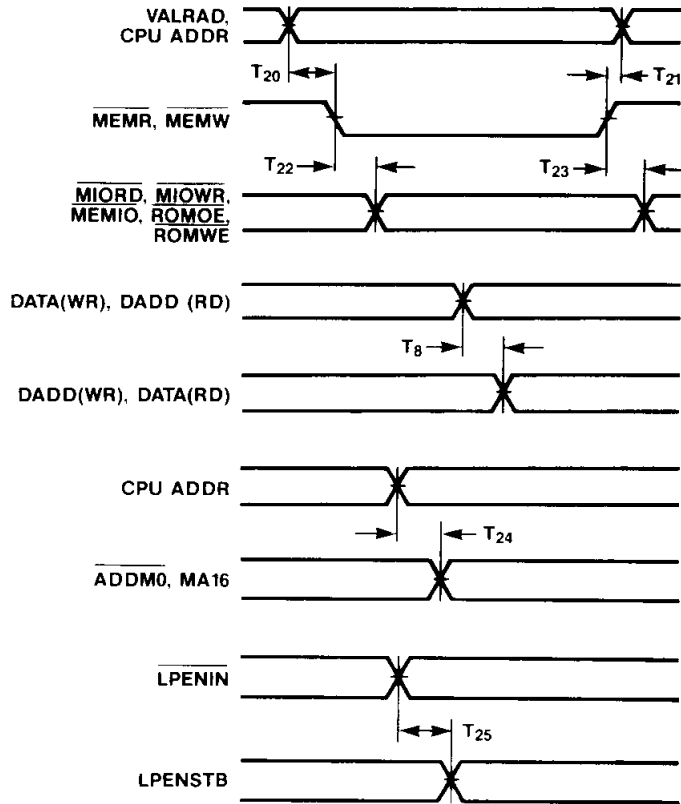 VALRAD,
CPU ADDR
T20
T21
MEMR, MEMW
T22
T23
MIORD, MIOWR,
MEMIO, ROMOE,
ROMWE
DATA(WR), DADD (RD)
T8
DADD(WR), DATA(RD)
CPU ADDR
T24
ADDM0, MA16
LPENIN
T25
LPENSTB